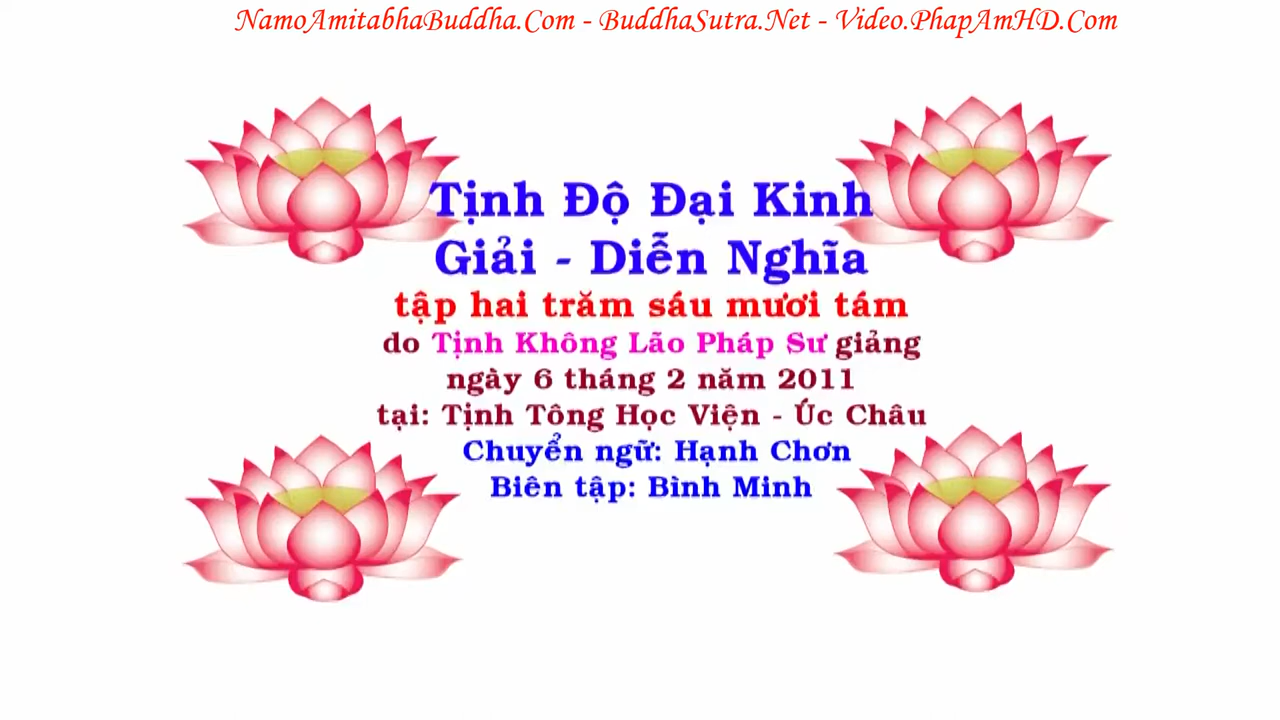 NamoAmitabhaBuddha.Com - BuddhaSutra.Net - Video.PhapAmHD.Com
Tịnh Độ Đại Kinh
Giải - Diễn Nghĩa
tập hai trăm sáu mươi tám
do Tịnh Không Lão Pháp Sư giảng
ngày 6 tháng 2 năm 2011
tại: Tịnh Tông Học Viện - Úc Châu
Chuyển ngữ: Hạnh Chơn
Biên tập: Bình Minh